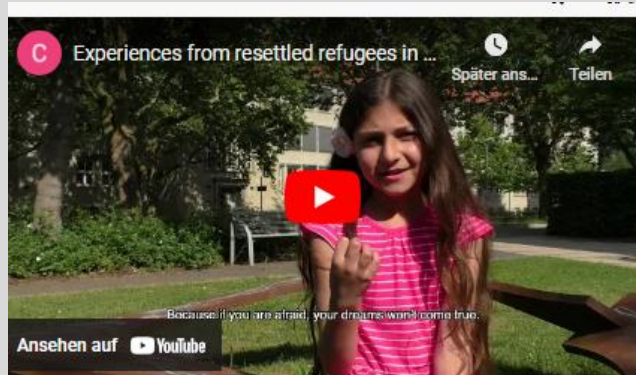 C
Experiences from resettled refugees in ...
Später ans...
Teilen
Because if you are afraid, your dreams won't come true.
Ansehen auf YouTube